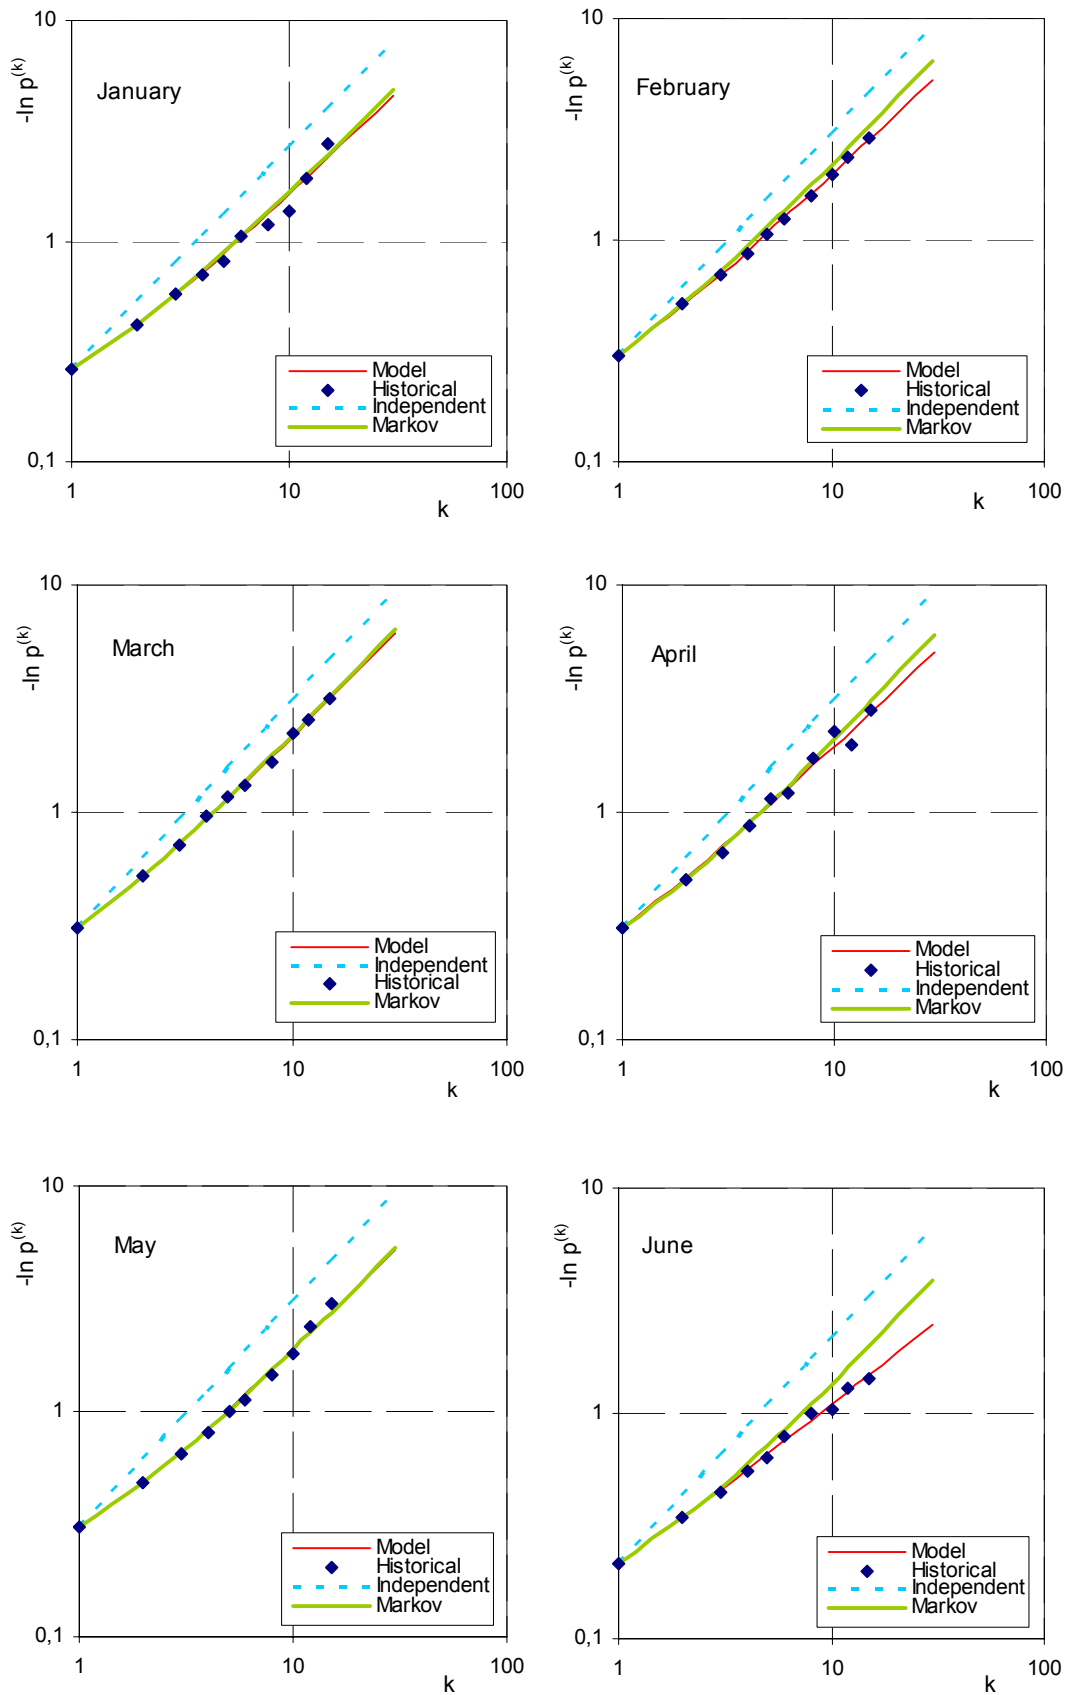 10
-ln p(k)
January
1
Model
Historical
Independent
Markov
0,1
1
10
100
k
10
-ln p(k)
February
1
Model
Historical
Independent
Markov
0,1
1
10
100
k
10
-ln p(k)
March
1
Model
Independent
Historical
Markov
0,1
1
10
100
k
10
-ln p(k)
April
1
Model
Historical
Independent
Markov
0,1
1
10
100
k
10
-ln p(k)
May
1
Model
Historical
Independent
Markov
0,1
1
10
100
k
10
-ln p(k)
June
1
Model
Historical
Independent
Markov
0,1
1
10
100
k